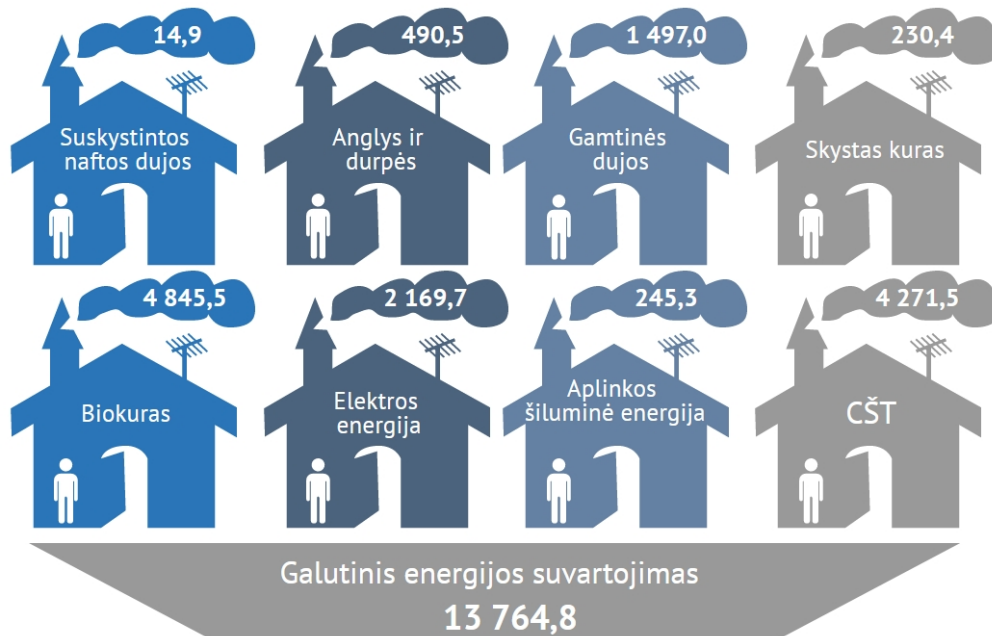 14,9
490,5
1 497,0
230,4
Suskystintos
naftos dujos
Anglys ir
durpės
Gamtinės
dujos
Skystas kuras
4 845,5
2 169,7
245,3
4 271,5
Biokuras
Elektros
energija
Aplinkos
šiluminė energija
CŠT
Galutinis energijos suvartojimas
13 764,8